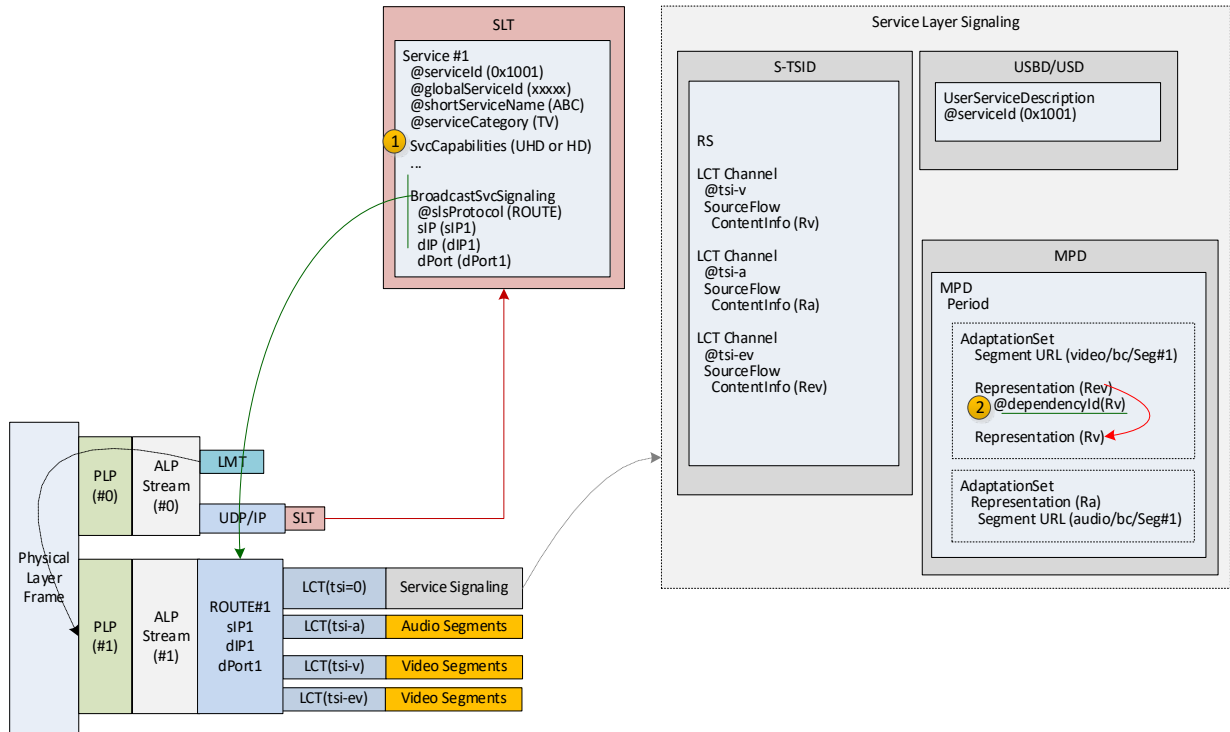 SLT
Service #1
@serviceId (0x1001)
@globalServiceId (xxxxx)
@shortServiceName (ABC)
@serviceCategory (TV)
1
SvcCapabilities (UHD or HD)
...
BroadcastSvcSignaling
@slsProtocol (ROUTE)
sIP (sIP1)
dIP (dIP1)
dPort (dPort1)
Service Layer Signaling
S-TSID
RS
LCT Channel
@tsi-v
SourceFlow
ContentInfo (Rv)
LCT Channel
@tsi-a
SourceFlow
ContentInfo (Ra)
LCT Channel
@tsi-ev
SourceFlow
ContentInfo (Rev)
USBD/USD
UserServiceDescription
@serviceId (0x1001)
MPD
MPD
Period
AdaptationSet
Segment URL (video/bc/Seg#1)
Representation (Rev)
2
@dependencyId(Rv)
Representation (Rv)
AdaptationSet
Representation (Ra)
Segment URL (audio/bc/Seg#1)
Physical
Layer
Frame
PLP
(#0)
ALP
Stream
(#0)
LMT
UDP/IP
SLT
PLP
(#1)
ALP
Stream
(#1)
ROUTE#1
sIP1
dIP1
dPort1
LCT(tsi=0)
Service Signaling
LCT(tsi-a)
Audio Segments
LCT(tsi-v)
Video Segments
LCT(tsi-ev)
Video Segments